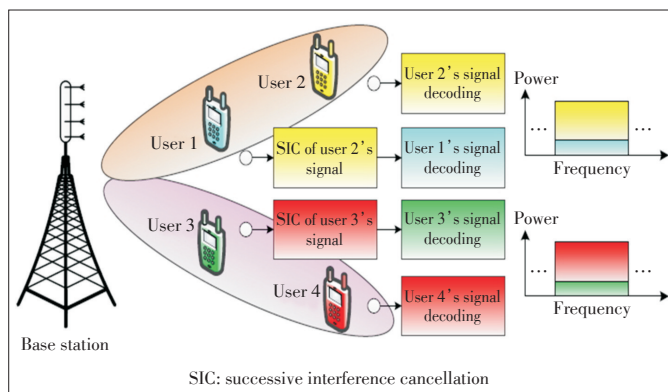 User 2
User 2's signal
decoding
Power
...
...
Frequency
User 1
SIC of user 2's
signal
User 1's signal
decoding
User 3
SIC of user 3's
signal
User 3's signal
decoding
Power
...
...
Frequency
User 4
User 4's signal
decoding
Base station
SIC: successive interference cancellation